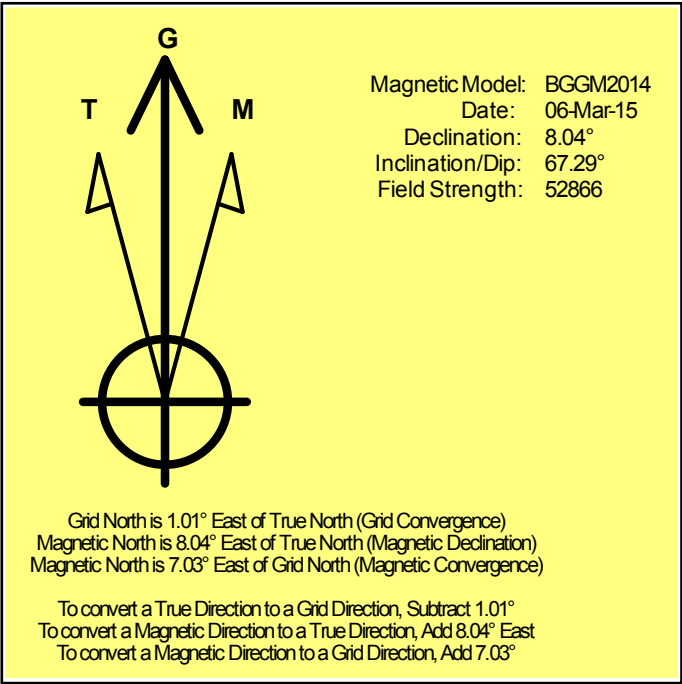 G
T
M
Magnetic Model: BGGM2014
Date: 06-Mar-15
Declination: 8.04°
Inclination/Dip: 67.29°
Field Strength: 52866
Grid North is 1.01° East of True North (Grid Convergence)
Magnetic North is 8.04° East of True North (Magnetic Declination)
Magnetic North is 7.03° East of Grid North (Magnetic Convergence)
To convert a True Direction to a Grid Direction, Subtract 1.01°
To convert a Magnetic Direction to a True Direction, Add 8.04° East
To convert a Magnetic Direction to a Grid Direction, Add 7.03°